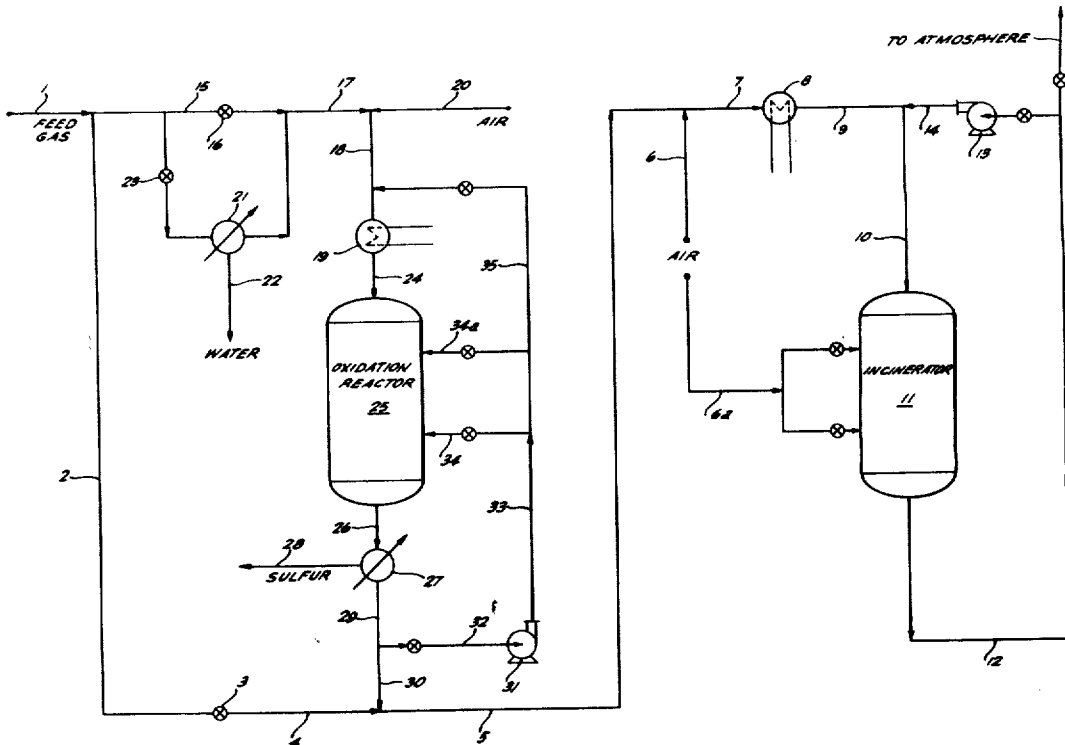 TO ATMOSPHERE
1
FEED
GAS
15
16
17
20
AIR
7
8
9
14
13
18
6
23
21
19
10
22
24
35
AIR
WATER
34a
OXIDATION
REACTOR
25
INCINERATOR
11
6a
34
2
33
26
28
SULFUR
27
29
32
31
12
3
30
4
5